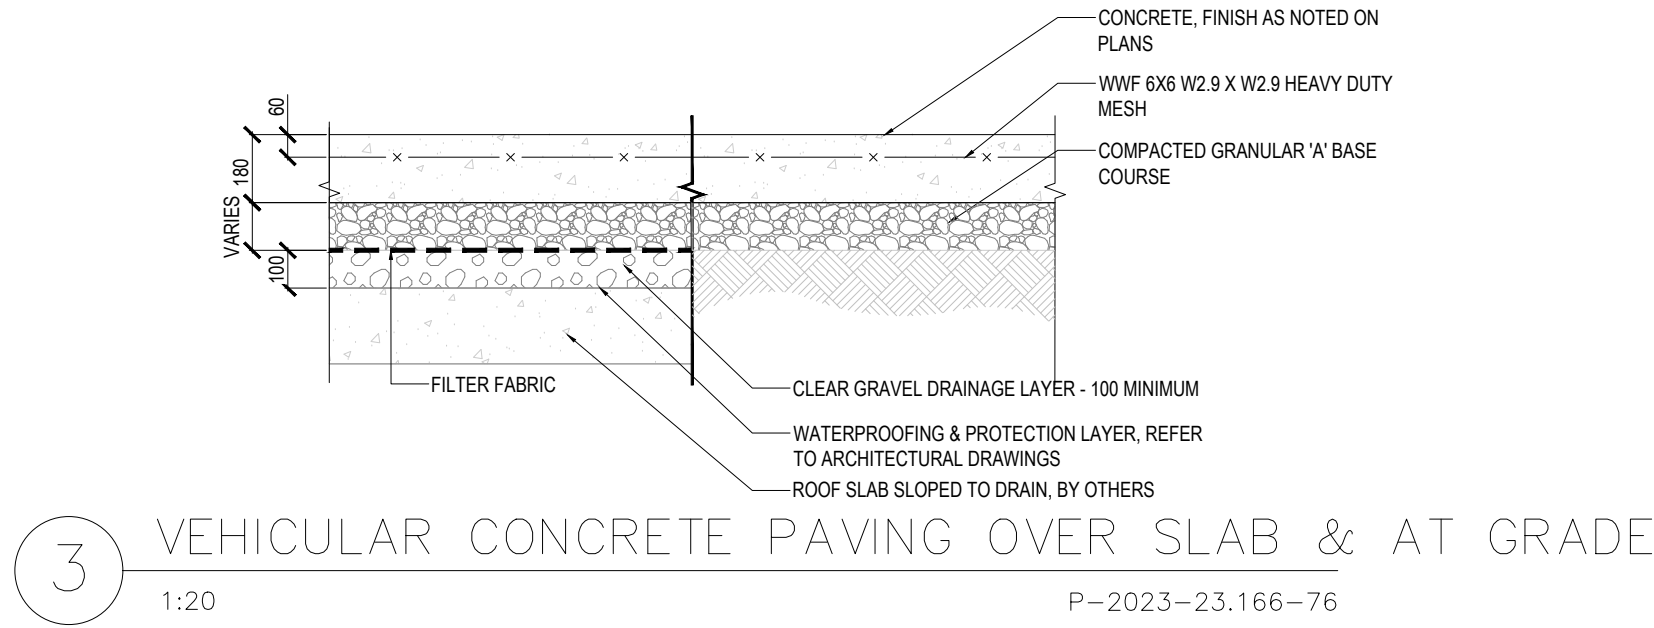 CONCRETE, FINISH AS NOTED ON
PLANS
WWF 6X6 W2.9 X W2.9 HEAVY DUTY
MESH
COMPACTED GRANULAR 'A' BASE
COURSE
60
180
VARIES
100
FILTER FABRIC
CLEAR GRAVEL DRAINAGE LAYER - 100 MINIMUM
WATERPROOFING & PROTECTION LAYER, REFER
TO ARCHITECTURAL DRAWINGS
ROOF SLAB SLOPED TO DRAIN, BY OTHERS
3
VEHICULAR CONCRETE PAVING OVER SLAB & AT GRADE
1:20
P-2023-23.166-76